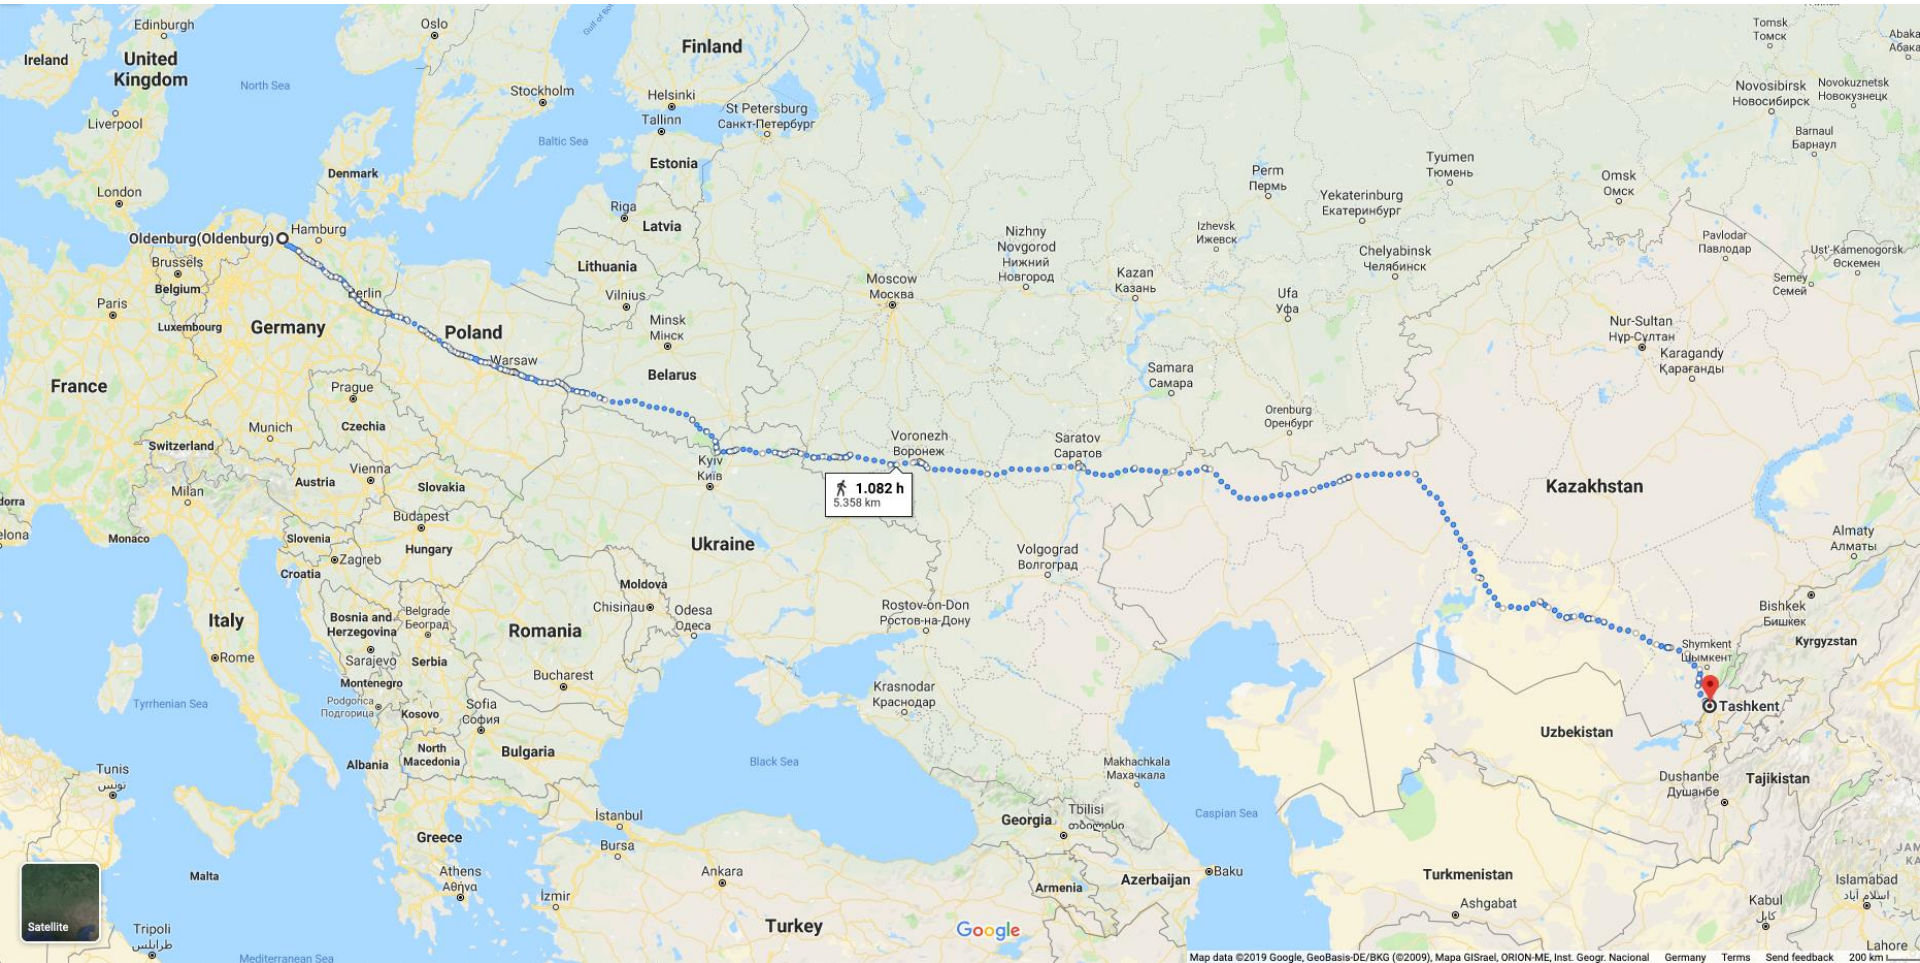 Edinburgh
Oslo
Finland
Tomsk
Томск
Ireland
United
Kingdom
North Sea
Stockholm
Helsinki
Tallinn
St Petersburg
Санкт-Петербург
Novosibirsk
Новосибирск
Novokuznetsk
Новокузнецк
Liverpool
Baltic Sea
Barnaul
Барнаул
Denmark
Estonia
Perm
Пермь
Tyumen
Тюмень
Omsk
Омск
London
Yekaterinburg
Екатеринбург
Riga
Latvia
Izhevsk
Ижевск
Nizhny
Novgorod
Нижний
Новгород
Hamburg
Oldenburg(Oldenburg)
Pavlodar
Павлодар
Ust'-Kamenogorsk
Өскемен
Brussels
Belgium
Lithuania
Moscow
Москва
Kazan
Казань
Chelyabinsk
Челябинск
Semey
Семей
Paris
Berlin
Vilnius
Ufa
Уфа
Luxembourg
Germany
Poland
Minsk
Мінск
Nur-Sultan
Нұр-Сұлтан
Warsaw
Belarus
Samara
Самара
Karagandy
Қарағанды
France
Prague
Czechia
Orenburg
Оренбург
Munich
Switzerland
Voronezh
Воронеж
Saratov
Саратов
Kyiv
Київ
Vienna
Austria
Slovakia
1.082 h
5.358 km
Kazakhstan
Milan
Budapest
Hungary
Monaco
Slovenia
Zagreb
Croatia
Ukraine
Volgograd
Волгоград
Almaty
Алматы
Moldova
Chisinau
Odesa
Одеса
Rostov-on-Don
Ростов-на-Дону
Bishkek
Бишкек
Kyrgyzstan
Italy
Bosnia and
Herzegovina
Belgrade
Београд
Romania
Rome
Sarajevo
Serbia
Shymkent
Шымкент
Montenegro
Bucharest
Krasnodar
Краснодар
Tyrrhenian Sea
Podgorica
Подгорица
Kosovo
Sofia
София
Tashkent
Uzbekistan
North
Macedonia
Bulgaria
Albania
Black Sea
Makhachkala
Махачкала
Dushanbe
Душанбе
Tajikistan
Tunis
تونس
Georgia
Tbilisi
თბილისი
Caspian Sea
İstanbul
Bursa
Greece
Malta
Athens
Αθήνα
Ankara
Armenia
Azerbaijan
Baku
Turkmenistan
Islamabad
اسلام آباد
İzmir
Ashgabat
Kabul
کابل
Satellite
Turkey
Google
Tripoli
طرابلس
Lahore
Mediterranean Sea
Map data ©2019 Google, GeoBasis-DE/BKG (©2009), Mapa GISrael, ORION-ME, Inst. Geogr. Nacional Germany Terms Send feedback 200 km